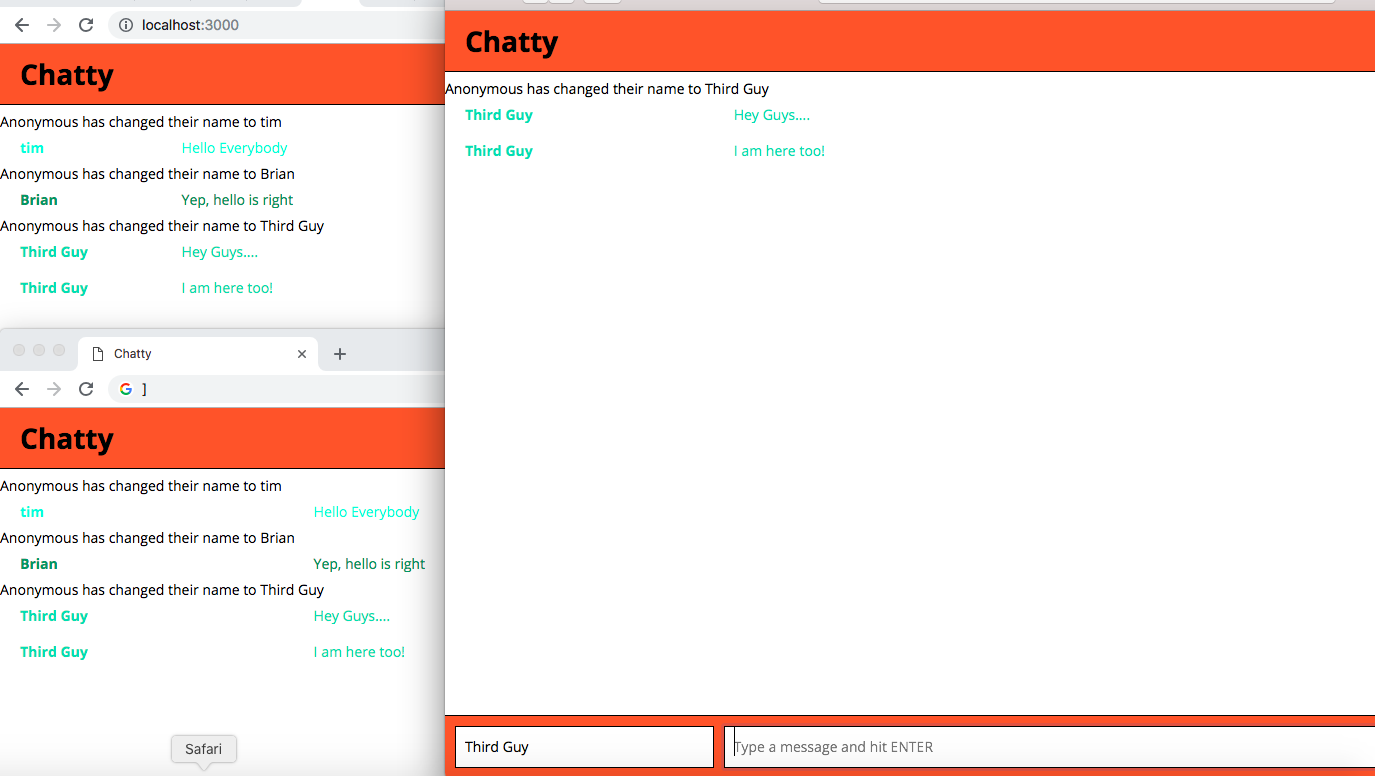 localhost:3000
Chatty
Anonymous has changed their name to tim
tim Hello Everybody
Anonymous has changed their name to Brian
Brian Yep, hello is right
Anonymous has changed their name to Third Guy
Third Guy Hey Guys....
Third Guy I am here too!
Chatty
]
Chatty
Anonymous has changed their name to tim
tim Hello Everybody
Anonymous has changed their name to Brian
Brian Yep, hello is right
Anonymous has changed their name to Third Guy
Third Guy Hey Guys....
Third Guy I am here too!
Safari
Chatty
Anonymous has changed their name to Third Guy
Third Guy Hey Guys....
Third Guy I am here too!
Third Guy Type a message and hit ENTER